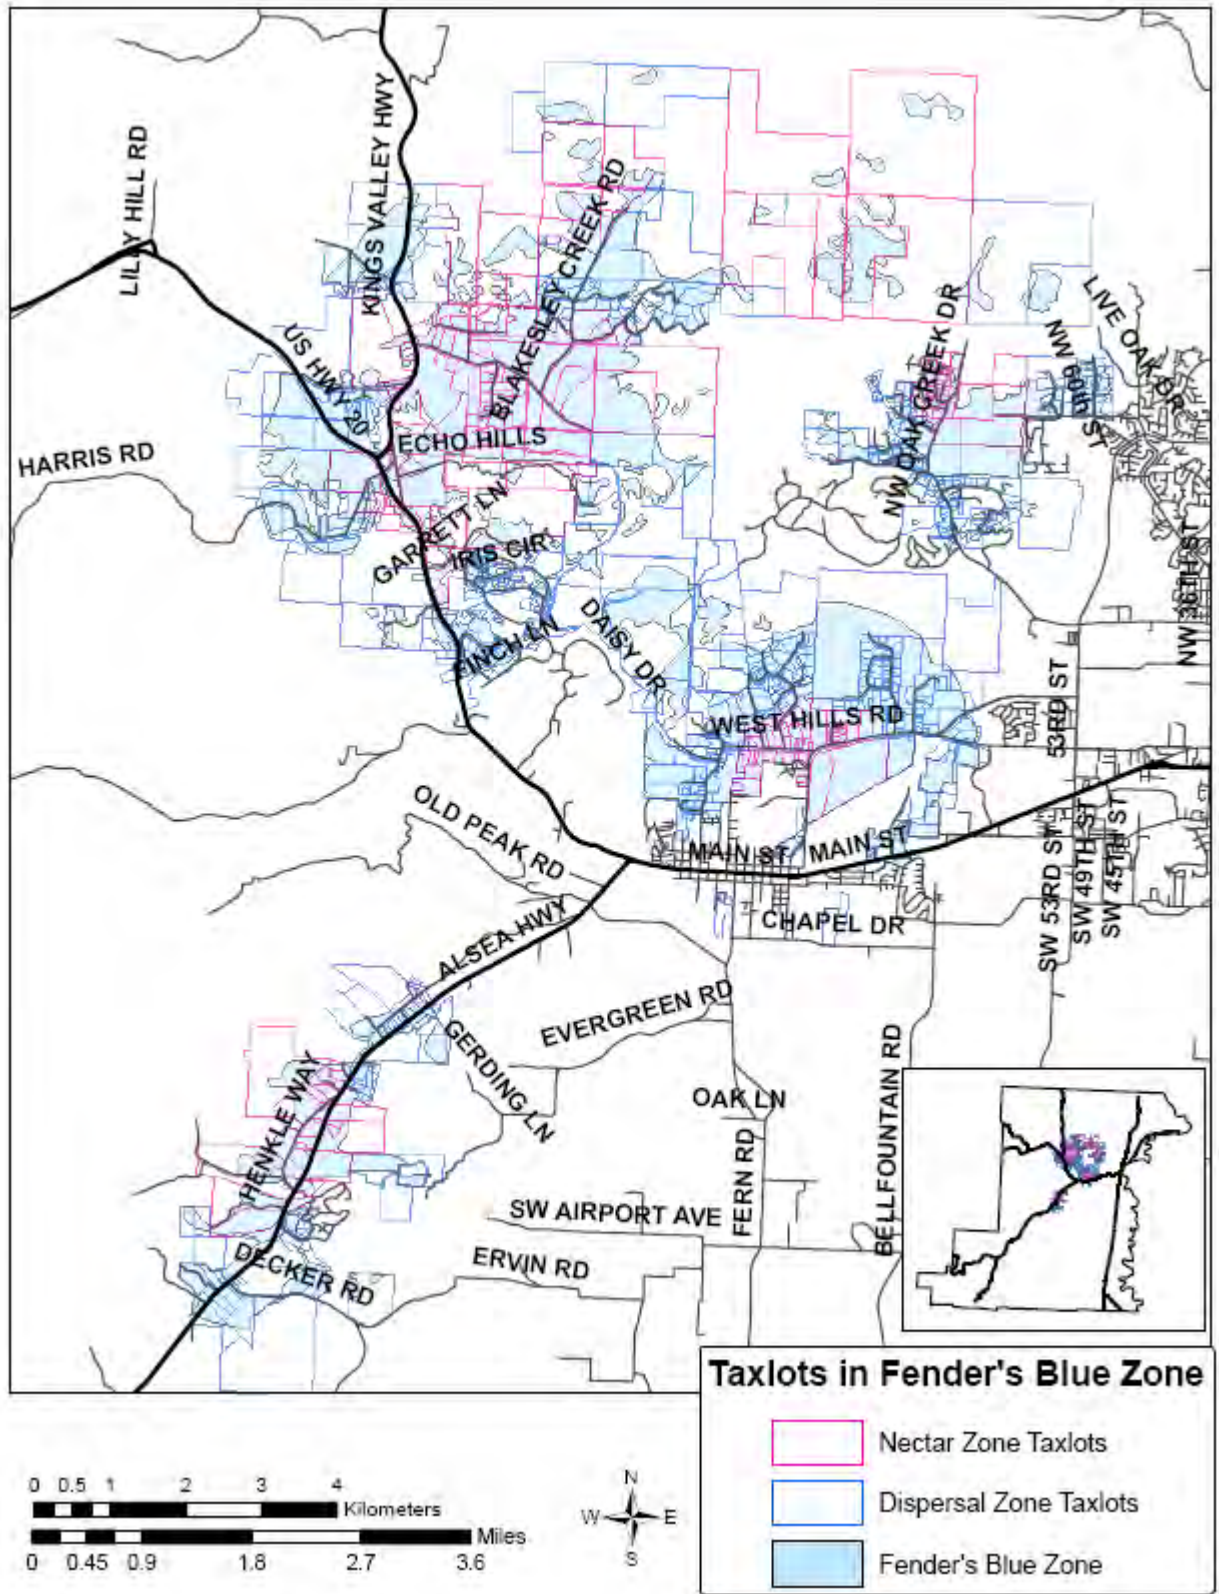 KINGS VALLEY HWY
LILLY HILL RD
BLAKESLEY CREEK RD
LIVE OAK DR
NW OAK CREEK DR
NW 60th ST
US HWY 20
ECHO HILLS
HARRIS RD
GARRETT LN
IRIS CIR
NW 36TH ST
FINCH LN
DAISY DR
WEST HILLS RD
53RD ST
OLD PEAK RD
MAIN ST
MAIN ST
SW 53RD ST
SW 49TH ST
SW 45TH ST
CHAPEL DR
ALSEA HWY
EVERGREEN RD
GERDING LN
HENKLE WAY
OAK LN
BELLFOUNTAIN RD
FERN RD
SW AIRPORT AVE
DECKER RD
ERVIN RD
Taxlots in Fender's Blue Zone
Nectar Zone Taxlots
Dispersal Zone Taxlots
Fender's Blue Zone
0 0.5 1 2 3 4
Kilometers
Miles
0 0.45 0.9 1.8 2.7 3.6
N
W E
S